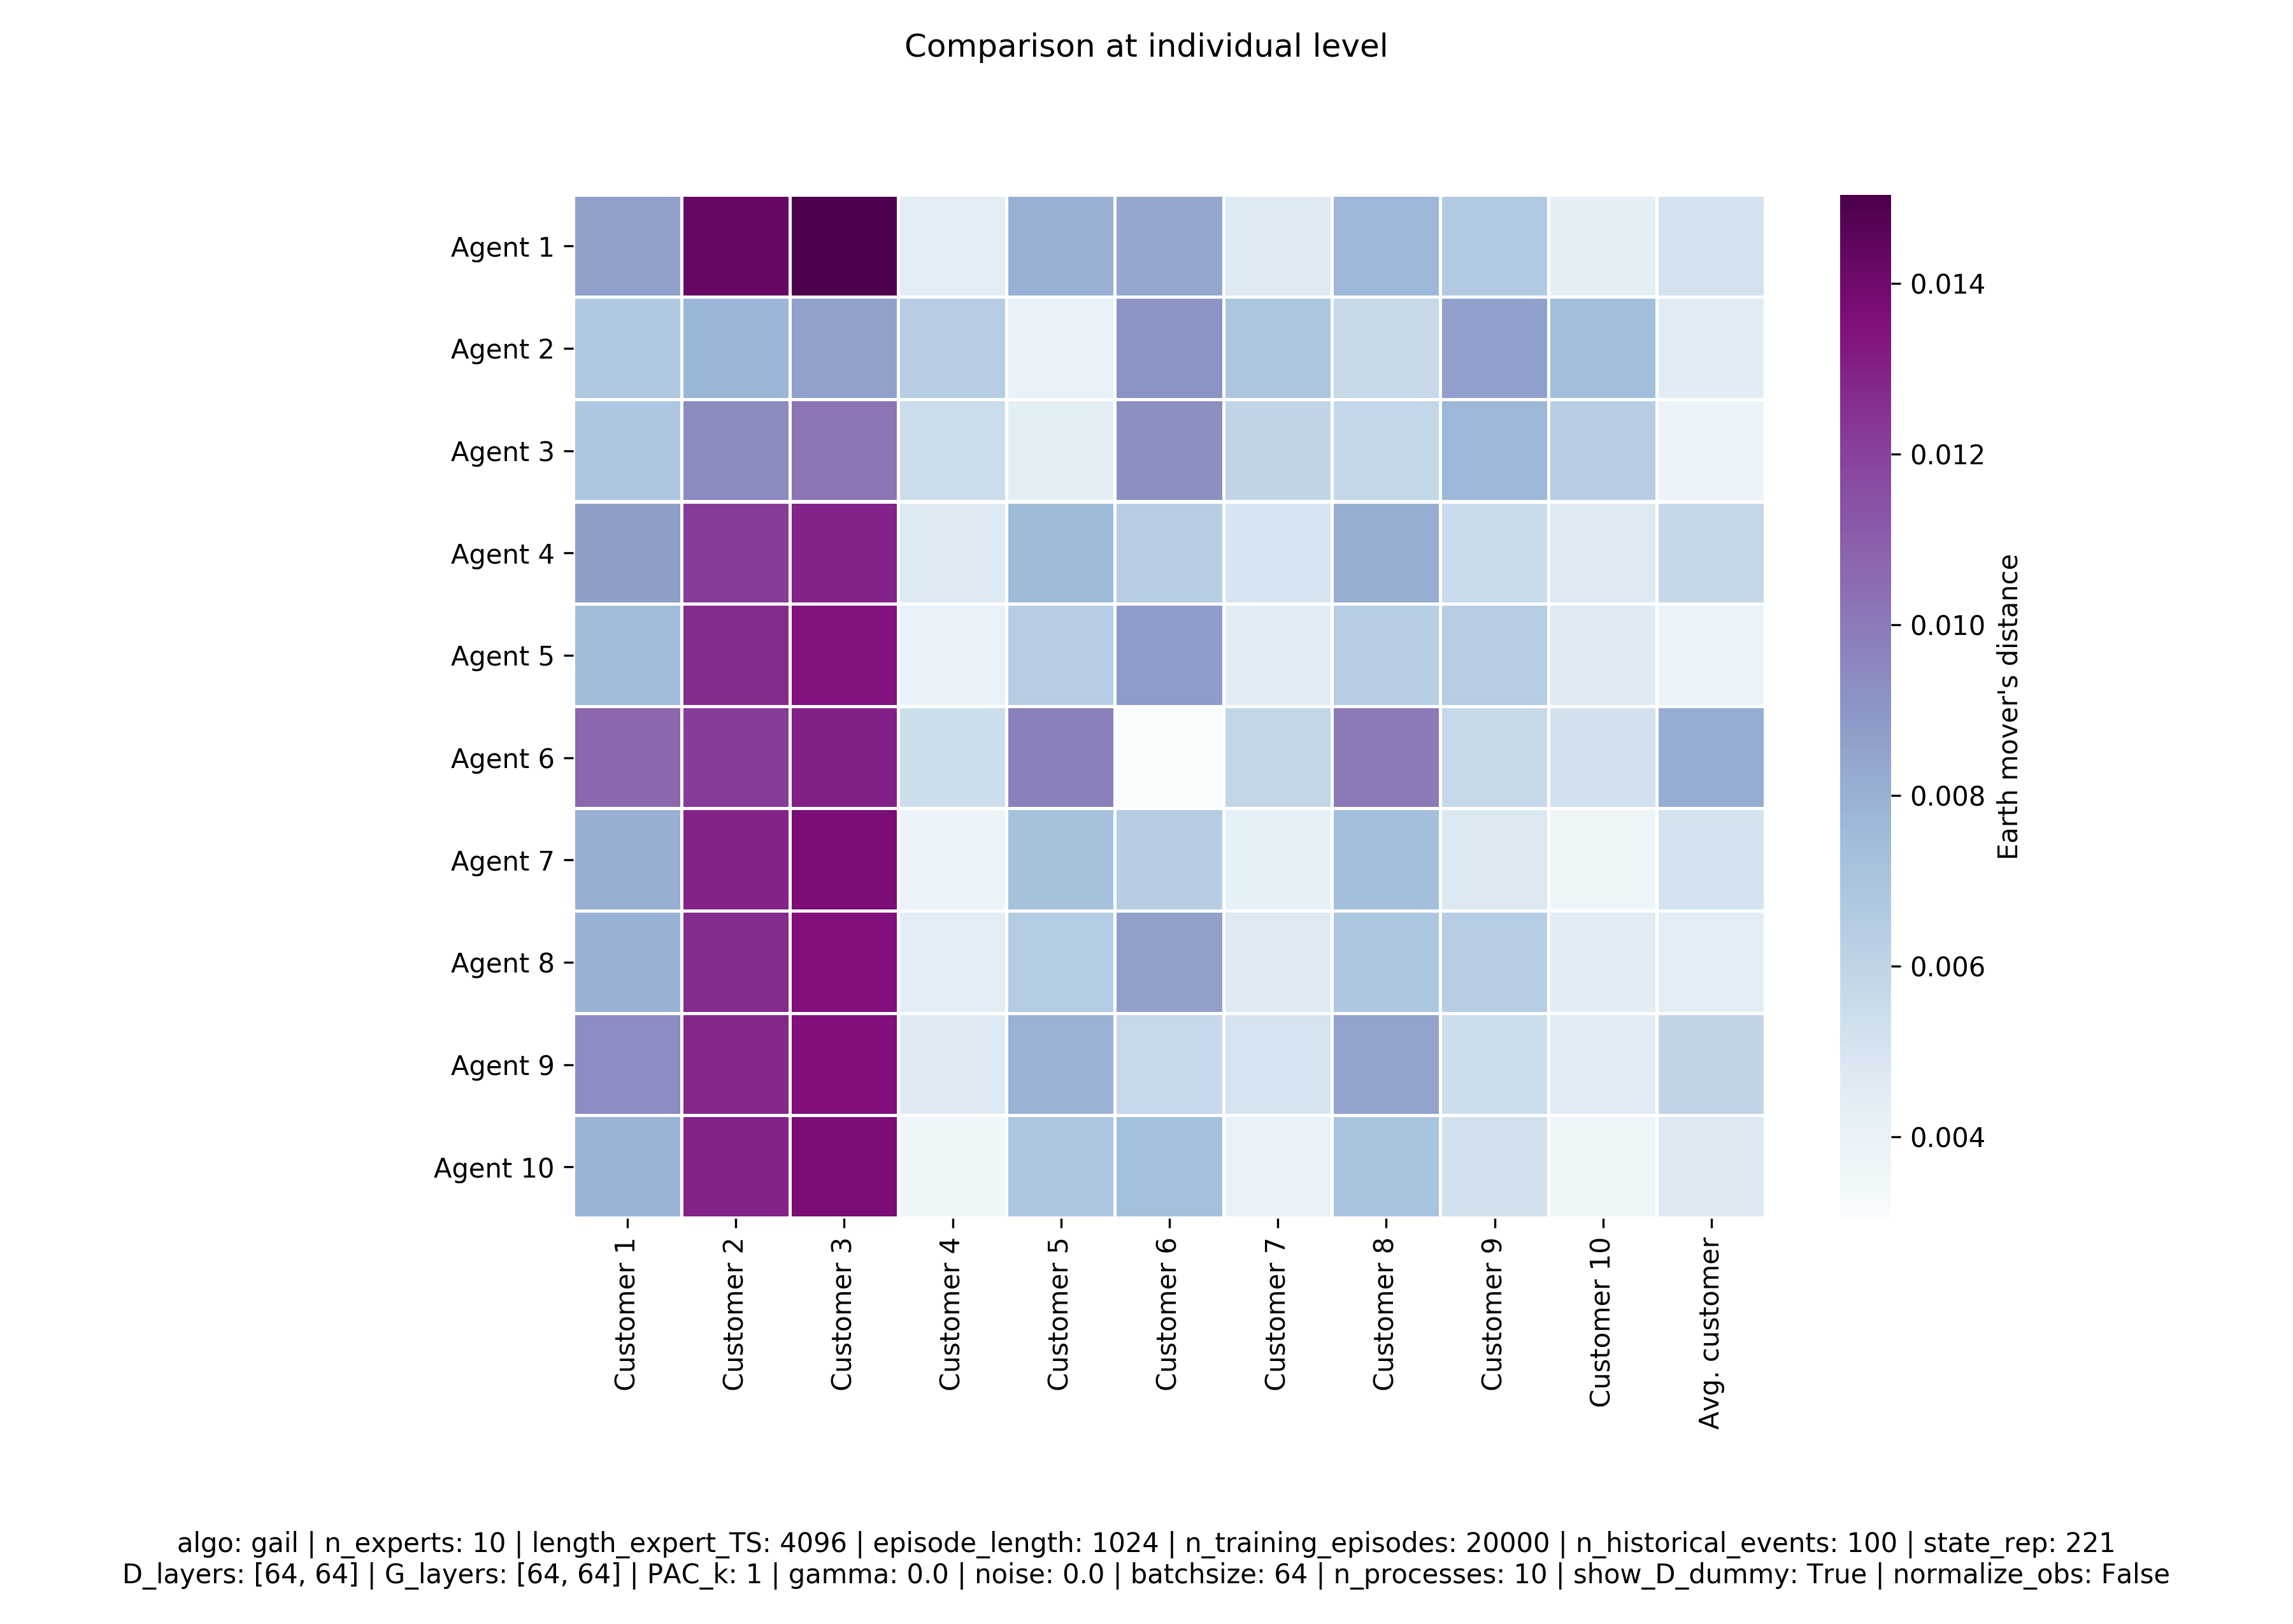 Comparison at individual level
Agent 1
Agent 2
Agent 3
Agent 4
Agent 5
Agent 6
Agent 7
Agent 8
Agent 9
Agent 10
Customer 1
Customer 2
Customer 3
Customer 4
Customer 5
Customer 6
Customer 7
Customer 8
Customer 9
Customer 10
Avg. customer
0.014
0.012
0.010
0.008
0.006
0.004
Earth mover's distance
algo: gail | n_experts: 10 | length_expert_TS: 4096 | episode_length: 1024 | n_training_episodes: 20000 | n_historical_events: 100 | state_rep: 221
D_layers: [64, 64] | G_layers: [64, 64] | PAC_k: 1 | gamma: 0.0 | noise: 0.0 | batchsize: 64 | n_processes: 10 | show_D_dummy: True | normalize_obs: False